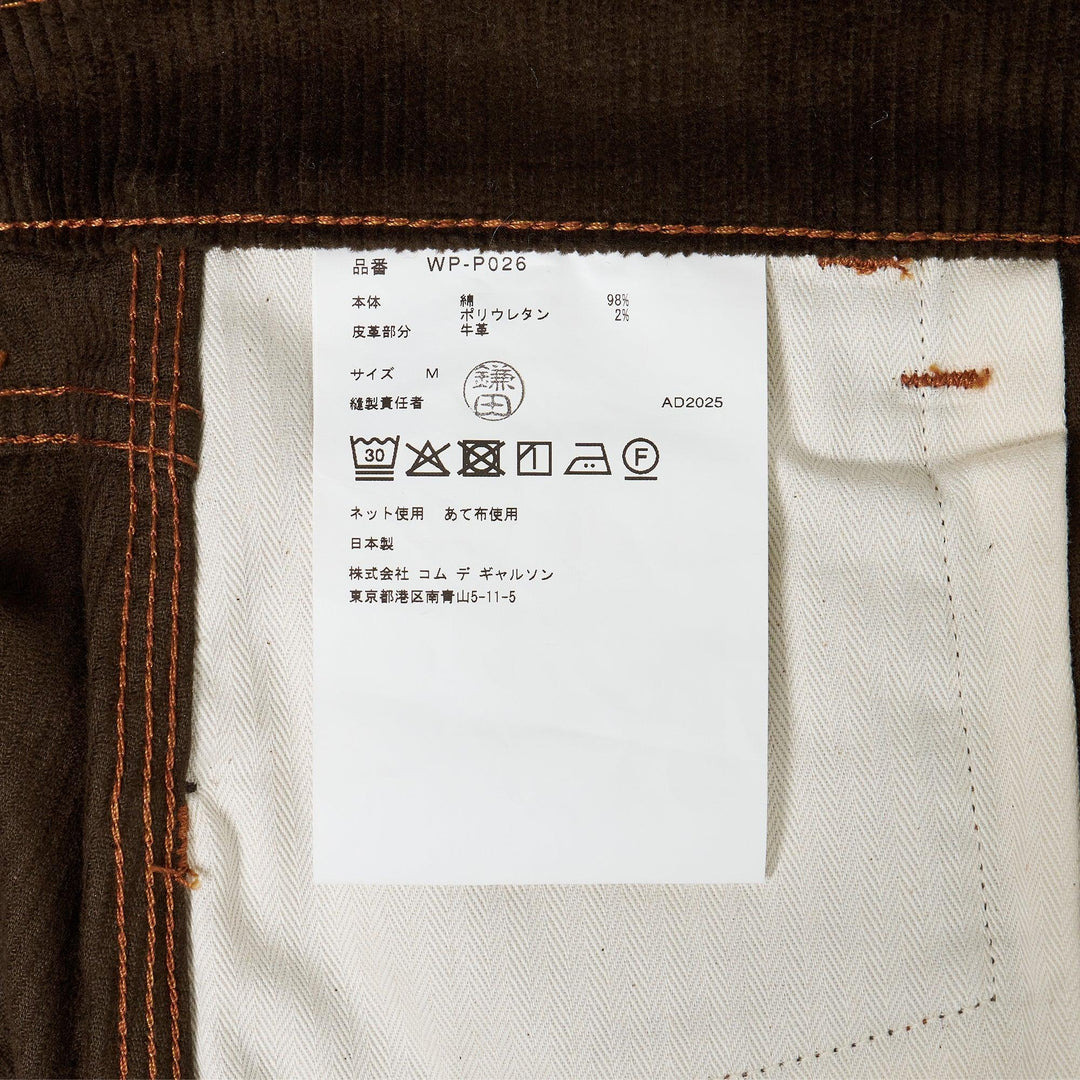 品番 WP-P026
本体 綿 98%
ポリウレタン 2%
皮革部分 牛革
サイズ M
鎌田
縫製責任者 AD2025
30 F
ネット使用 あて布使用
日本製
株式会社 コム デ ギャルソン
東京都港区南青山5-11-5